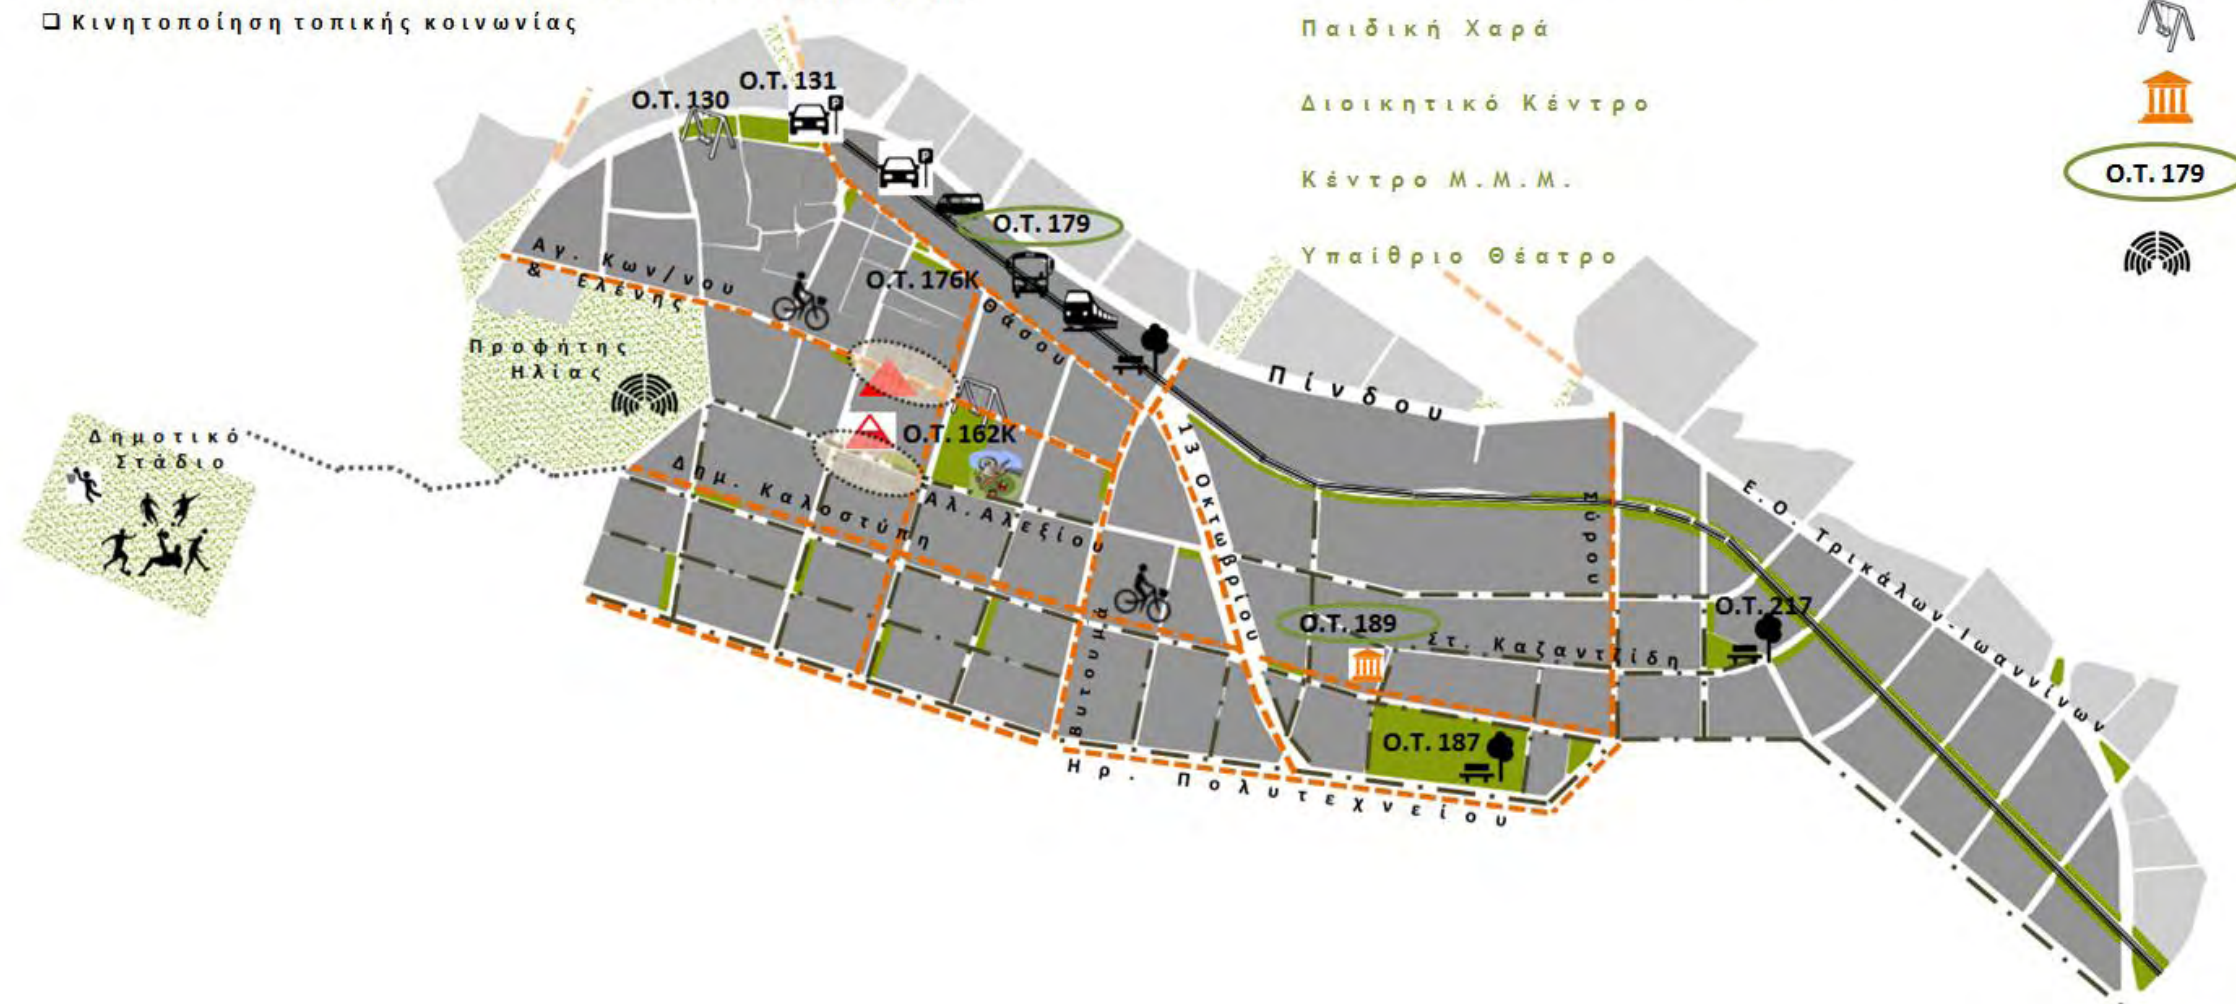 ❑ Κινητοποίηση τοπικής κοινωνίας
Παιδική Χαρά
Διοικητικό Κέντρο
Κέντρο Μ.Μ.Μ.
Ο.Τ. 179
Υπαίθριο Θέατρο
Ο.Τ. 131
Ο.Τ. 130
Ο.Τ. 179
Αγ. Κων/νου
& Ελένης
Ο.Τ. 176Κ
Θάσου
Προφήτης
Ηλίας
Πίνδου
Δημοτικό
Στάδιο
Ο.Τ. 162Κ
Δημ. Καλοστύπη
Αλ. Αλεξίου
13 Οκτωβρίου
Μύρου
Ε.Ο. Τρικάλων-Ιωαννίνων
Ο.Τ. 217
Ο.Τ. 189
Στ. Καζαντζίδη
Βυτουμά
Ο.Τ. 187
Ηρ. Πολυτεχνείου